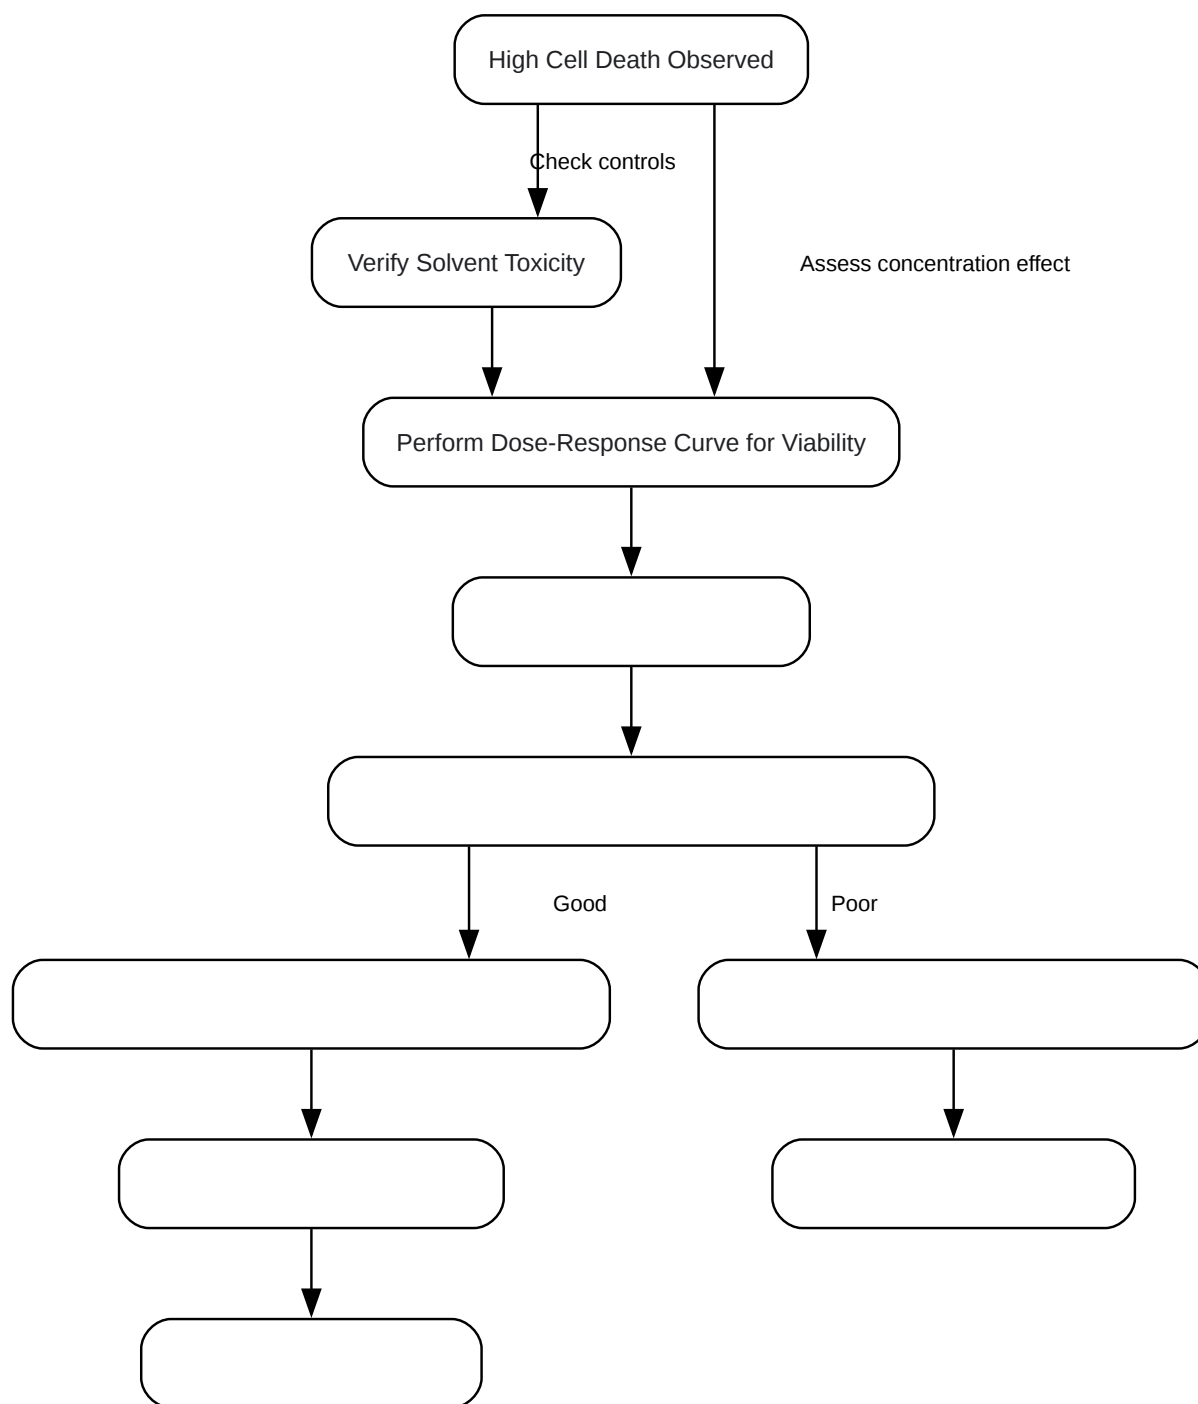 High Cell Death Observed
Check controls
Verify Solvent Toxicity
Assess concentration effect
Perform Dose-Response Curve for Viability
Good
Poor